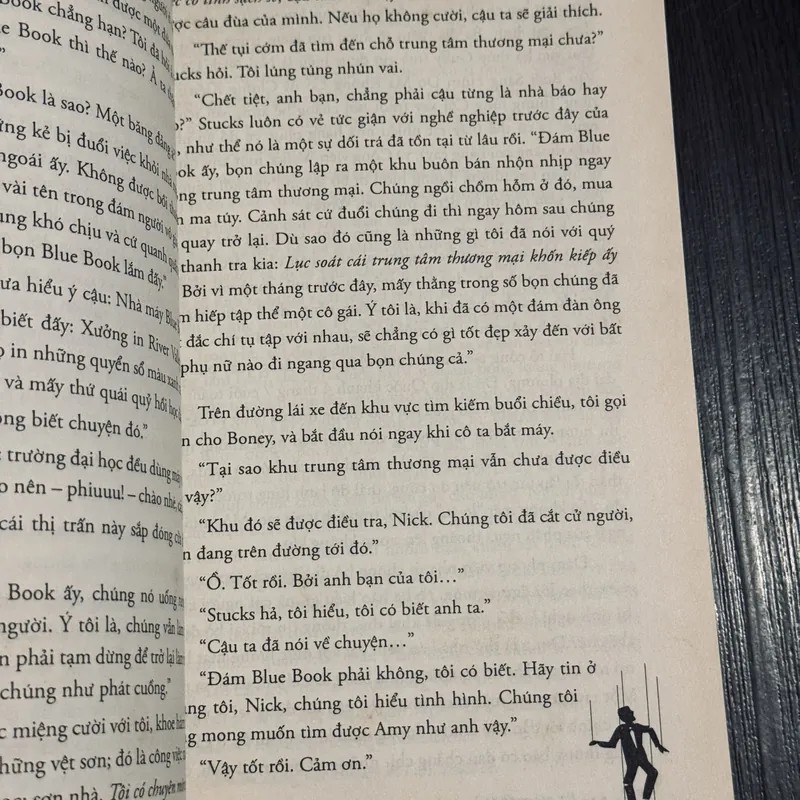 Book chẳng hạn? Tôi đã
Blue Book thì thế nào? À
Book là sao? Một băng đảng
những kẻ bị đuổi việc khỏi nhà
ngoái ấy. Không được bồi
vài tên trong đám người
khó chịu và cứ quanh
bọn Blue Book lắm đấy.”
hiểu ý cậu: Nhà máy Blue
biết đấy: Xưởng in River
in những quyển sổ màu xanh
và mấy thứ quái quỷ hồi học
biết chuyện đó.”
trường đại học đều dùng
nên – phiuuu! – chào nhé,
cái thị trấn này sắp đóng
Book ấy, chúng nó uống
người. Ý tôi là, chúng vẫn
phải tạm dừng để trở lại làm
chúng như phát cuồng.”
miệng cười với tôi, khoe
những vệt sơn; đó là công việc
sơn nhà. Tôi có chuyên môn
câu đùa của mình. Nếu họ không cười, cậu ta sẽ giải thích.
“Thế tụi cớm đã tìm đến chỗ trung tâm thương mại chưa?”
hỏi. Tôi lúng túng nhún vai.
“Chết tiệt, anh bạn, chẳng phải cậu từng là nhà báo hay
Stucks luôn có vẻ tức giận với nghề nghiệp trước đây của
như thể nó là một sự dối trá đã tồn tại từ lâu rồi. “Đám Blue
ấy, bọn chúng lập ra một khu buôn bán nhộn nhịp ngay
trung tâm thương mại. Chúng ngồi chồm hỗm ở đó, mua
ma túy. Cảnh sát cứ đuổi chúng đi thì ngay hôm sau chúng
quay trở lại. Dù sao đó cũng là những gì tôi đã nói với quý
thanh tra kia: Lục soát cái trung tâm thương mại khốn kiếp ấy
Bởi vì một tháng trước đây, mấy thằng trong số bọn chúng đã
hiếp tập thể một cô gái. Ý tôi là, khi đã có một đám đàn ông
đắc chí tụ tập với nhau, sẽ chẳng có gì tốt đẹp xảy đến với bất
phụ nữ nào đi ngang qua bọn chúng cả.”
Trên đường lái xe đến khu vực tìm kiếm buổi chiều, tôi gọi
cho Boney, và bắt đầu nói ngay khi cô ta bắt máy.
“Tại sao khu trung tâm thương mại vẫn chưa được điều
vậy?”
“Khu đó sẽ được điều tra, Nick. Chúng tôi đã cắt cử người,
đang trên đường tới đó.”
“Ồ. Tốt rồi. Bởi anh bạn của tôi…”
“Stucks hả, tôi hiểu, tôi có biết anh ta.”
“Cậu ta đã nói về chuyện…”
“Đám Blue Book phải không, tôi có biết. Hãy tin ở
tôi, Nick, chúng tôi hiểu tình hình. Chúng tôi
mong muốn tìm được Amy như anh vậy.”
“Vậy tốt rồi. Cảm ơn.”